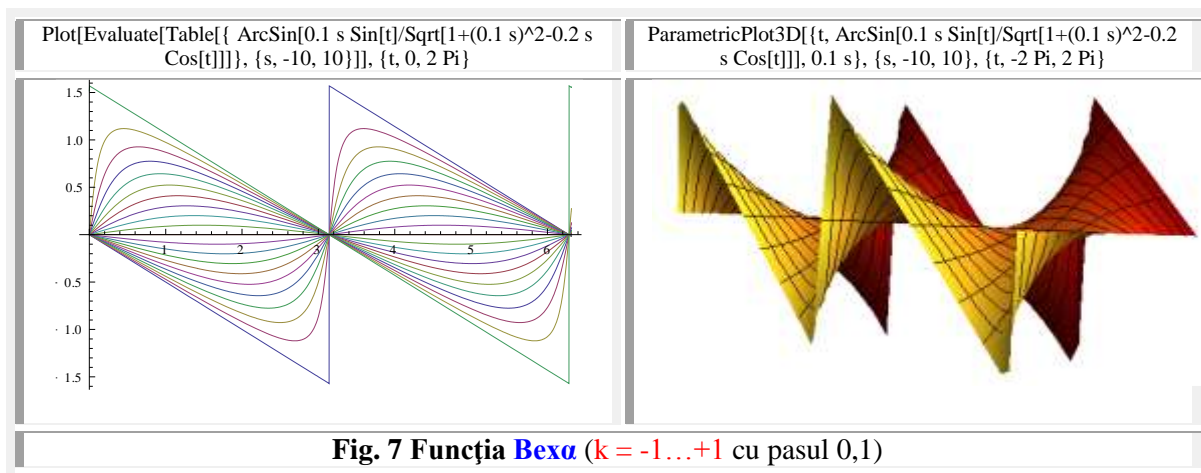 Plot[Evaluate[Table[{ ArcSin[0.1 s Sin[t]/Sqrt[1+(0.1 s)^2-0.2 s
Cos[t]]]}, {s, -10, 10}]], {t, 0, 2 Pi}
ParametricPlot3D[{t, ArcSin[0.1 s Sin[t]/Sqrt[1+(0.1 s)^2-0.2
s Cos[t]]], 0.1 s}, {s, -10, 10}, {t, -2 Pi, 2 Pi}
1.5
1.0
0.5
1 2 3 4 5 6
- 0.5
- 1.0
- 1.5
Fig. 7 Funcţia Bexα (k = -1…+1 cu pasul 0,1)